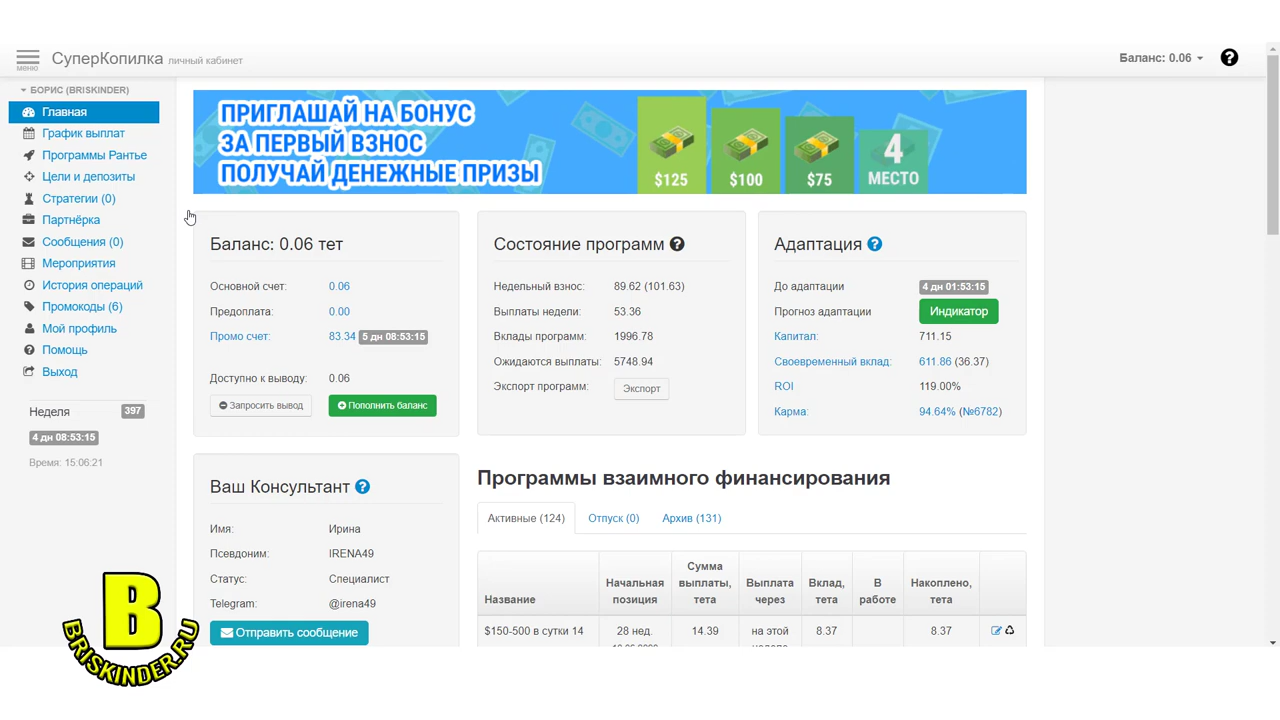 меню
СуперКопилка личный кабинет
Баланс: 0.06
?
БОРИС (BRISKINDER)
Главная
График выплат
Программы Рантье
Цели и депозиты
Стратегии (0)
Партнёрка
Сообщения (0)
Мероприятия
История операций
Промокоды (6)
Мой профиль
Помощь
Выход
Неделя 397
4 дн 08:53:15
Время: 15:06:21
ПРИГЛАШАЙ НА БОНУС
ЗА ПЕРВЫЙ ВЗНОС
ПОЛУЧАЙ ДЕНЕЖНЫЕ ПРИЗЫ
$125
$100
$75
4
МЕСТО
Баланс: 0.06 тет
Основной счет: 0.06
Предоплата: 0.00
Промо счет: 83.34 5 дн 08:53:15
Доступно к выводу: 0.06
Запросить вывод
Пополнить баланс
Состояние программ ?
Недельный взнос: 89.62 (101.63)
Выплаты недели: 53.36
Вклады программ: 1996.78
Ожидаются выплаты: 5748.94
Экспорт программ: Экспорт
Адаптация ?
До адаптации 4 дн 01:53:15
Прогноз адаптации Индикатор
Капитал: 711.15
Своевременный вклад: 611.86 (36.37)
ROI 119.00%
Карма: 94.64% (№6782)
Ваш Консультант ?
Имя: Ирина
Псевдоним: IRENA49
Статус: Специалист
Telegram: @irena49
Отправить сообщение
Программы взаимного финансирования
Активные (124)
Отпуск (0)
Архив (131)
Название
Начальная
позиция
Сумма
выплаты,
тета
Выплата
через
Вклад,
тета
В
работе
Накоплено,
тета
$150-500 в сутки 14
28 нед.
14.39
на этой
8.37
8.37
B
BRISKINDER.RU